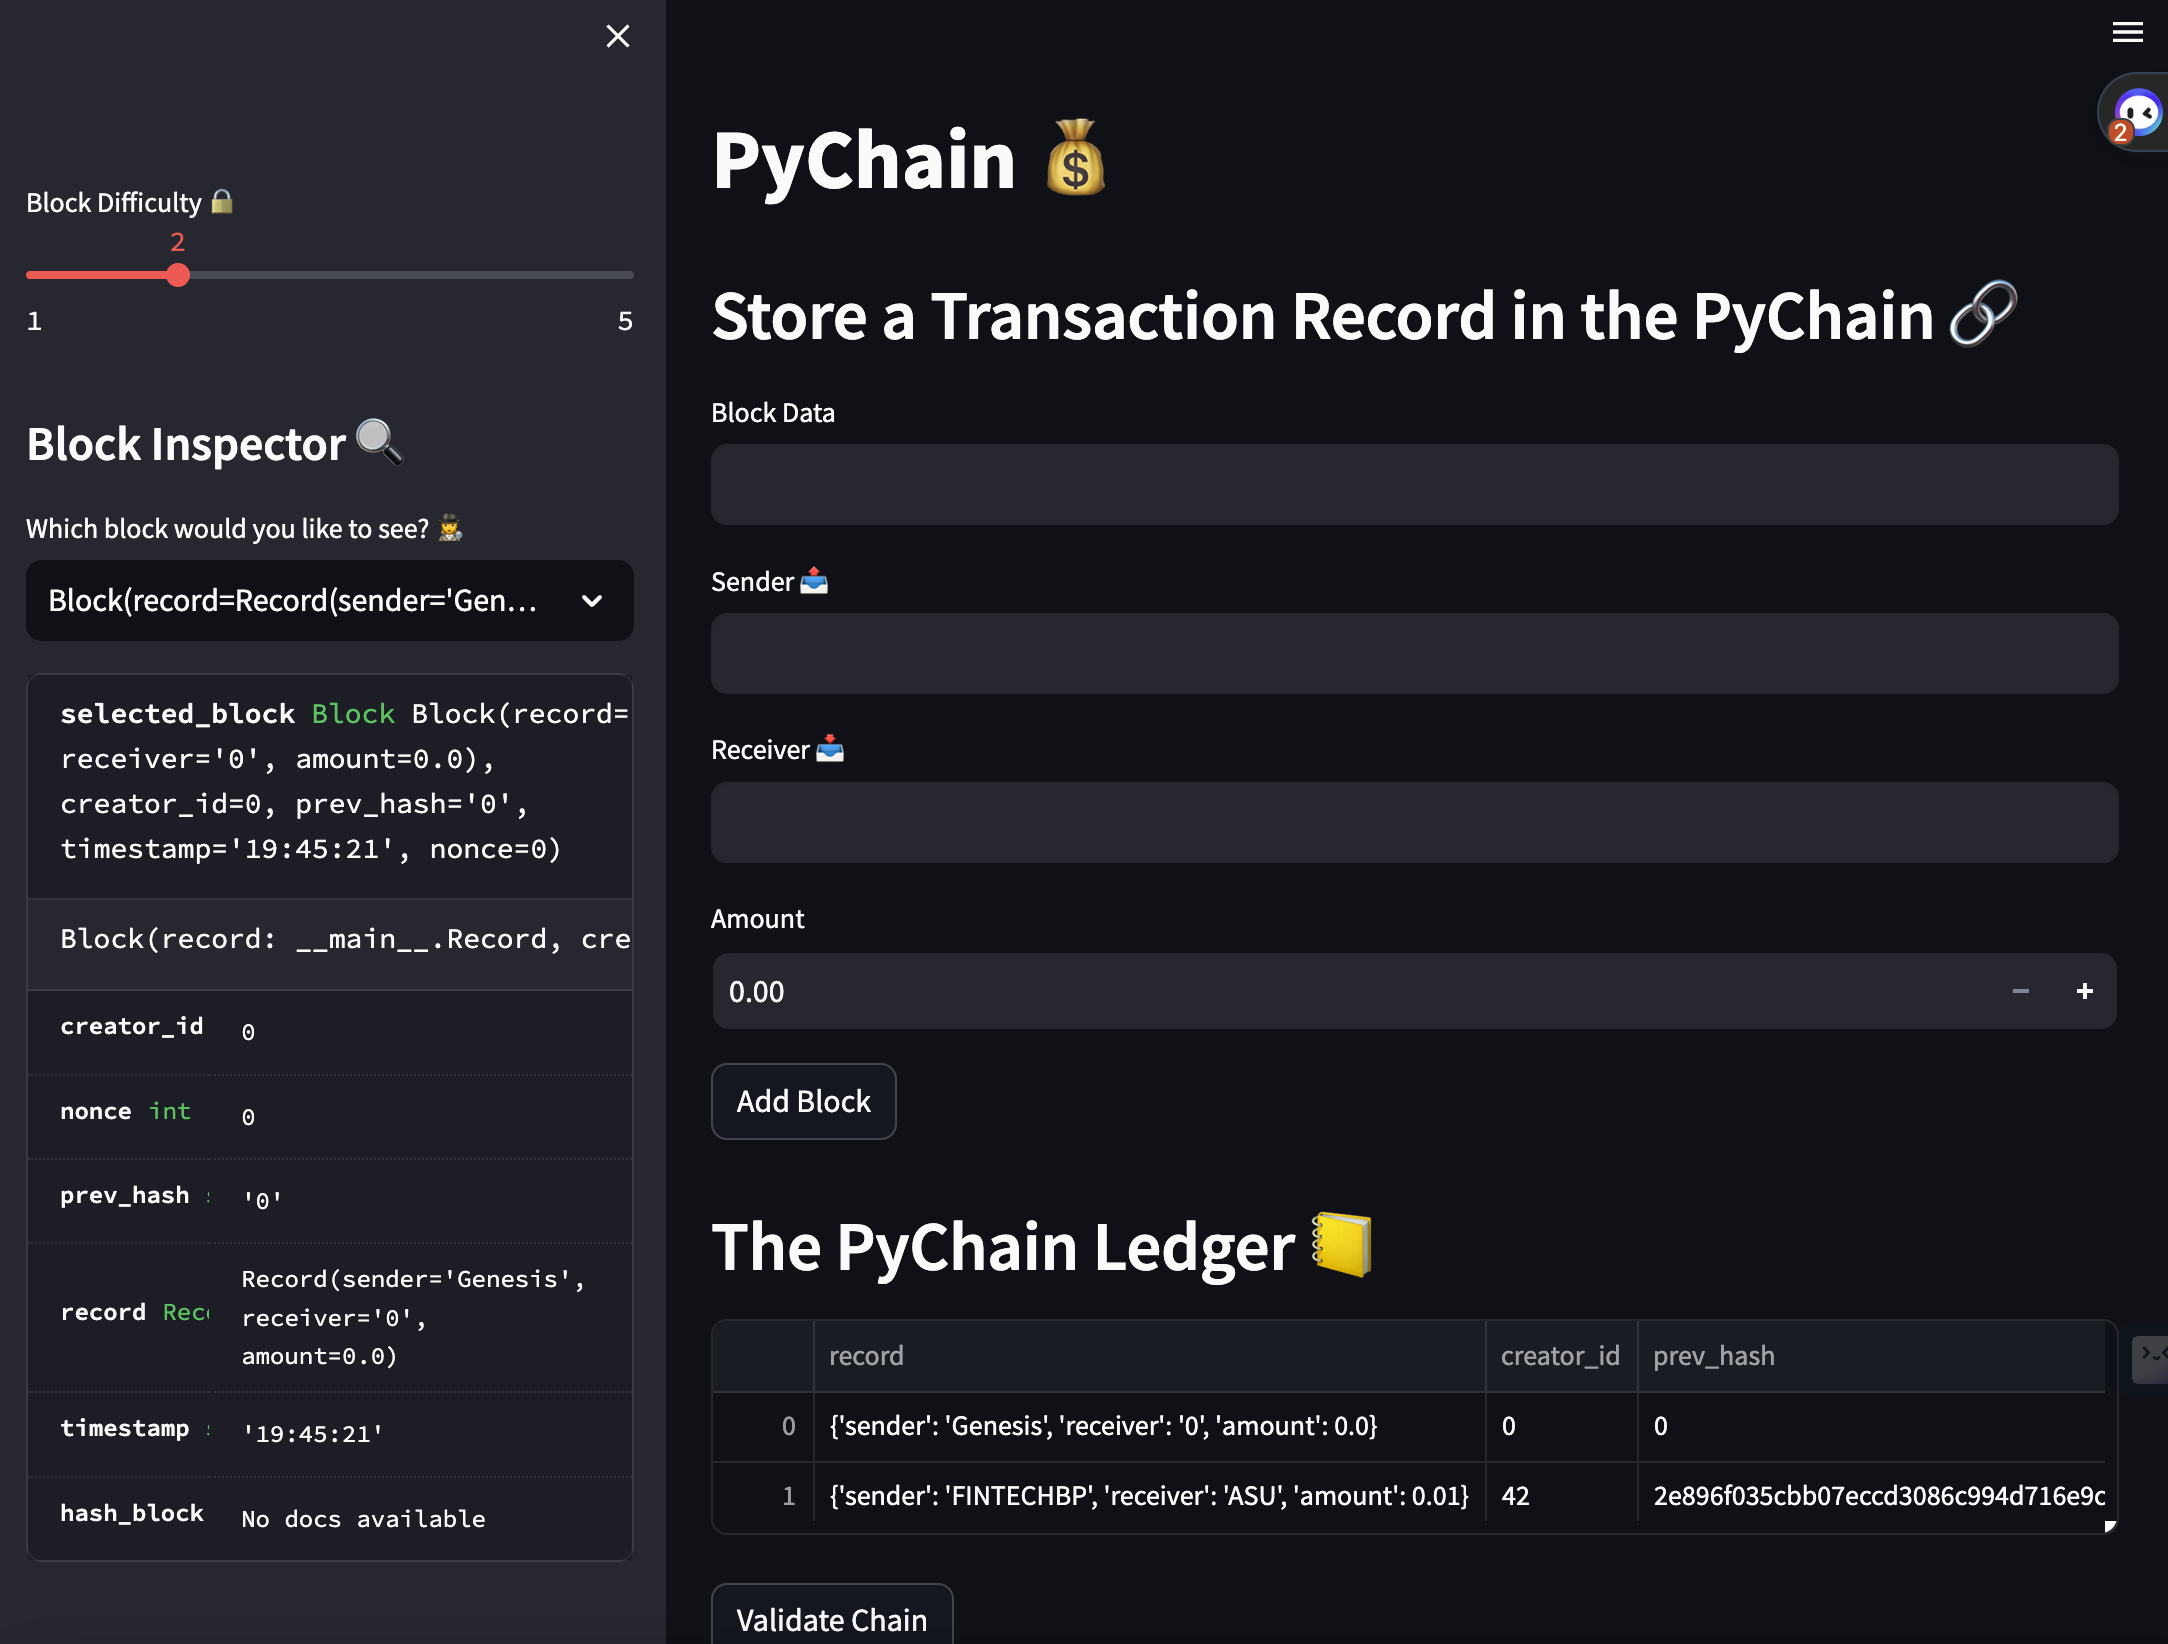 Block Difficulty
2
1 5
Block Inspector
Which block would you like to see?
Block(record=Record(sender='Gen...
selected_block Block Block(record=
receiver='0', amount=0.0),
creator_id=0, prev_hash='0',
timestamp='19:45:21', nonce=0)
Block(record: __main__.Record, cre
creator_id 0
nonce int 0
prev_hash '0'
record Rec Record(sender='Genesis',
receiver='0',
amount=0.0)
timestamp '19:45:21'
hash_block No docs available
2
PyChain
Store a Transaction Record in the PyChain
Block Data
Sender
Receiver
Amount
0.00 − +
Add Block
The PyChain Ledger
record creator_id prev_hash
0 {'sender': 'Genesis', 'receiver': '0', 'amount': 0.0} 0 0
1 {'sender': 'FINTECHBP', 'receiver': 'ASU', 'amount': 0.01} 42 2e896f035cbb07eccd3086c994d716e9c
Validate Chain